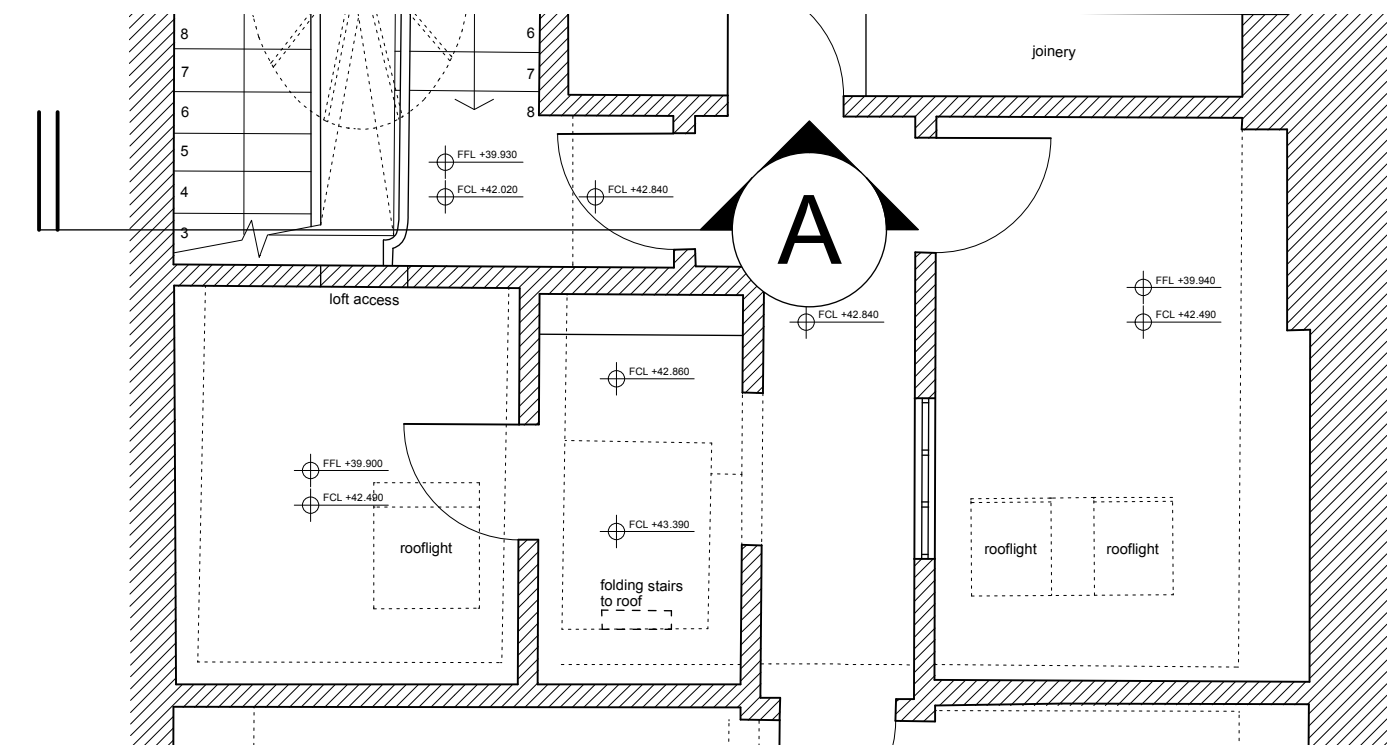 8
7
6
5
4
3
6
7
8
joinery
FFL +39.930
FCL +42.020
FCL +42.840
A
loft access
FCL +42.840
FFL +39.940
FCL +42.490
FCL +42.860
FFL +39.900
FCL +42.490
FCL +43.390
rooflight
rooflight
rooflight
folding stairs
to roof